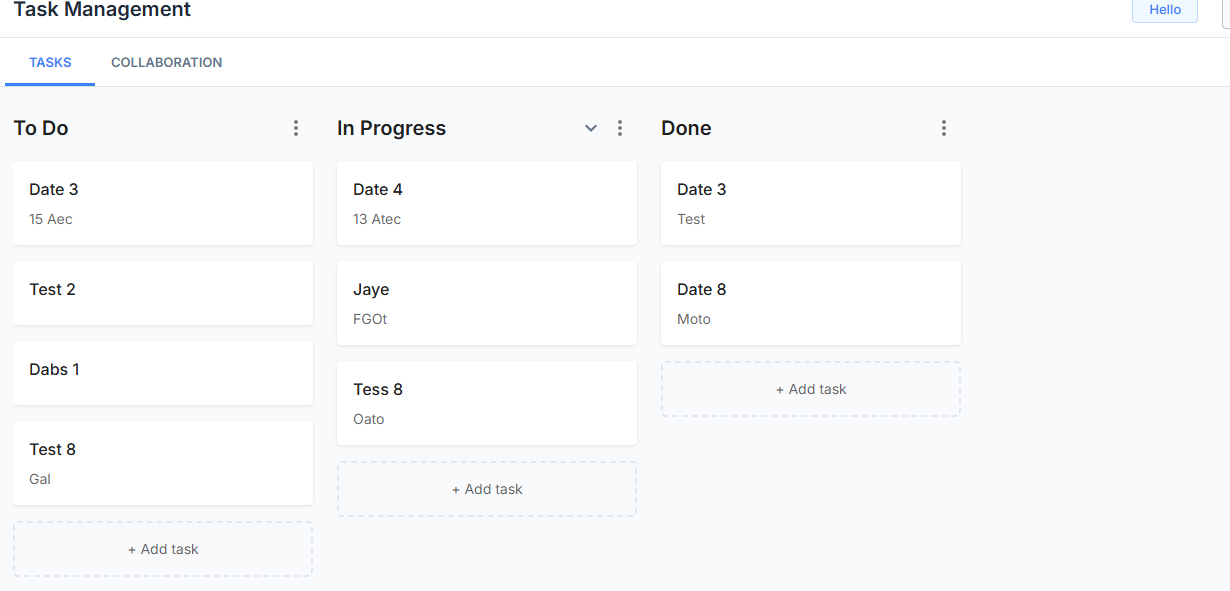 Task Management
Hello
TASKS
COLLABORATION
To Do
Date 3
15 Aec
Test 2
Dabs 1
Test 8
Gal
+ Add task
In Progress
Date 4
13 Atec
Jaye
FGOt
Tess 8
Oato
+ Add task
Done
Date 3
Test
Date 8
Moto
+ Add task